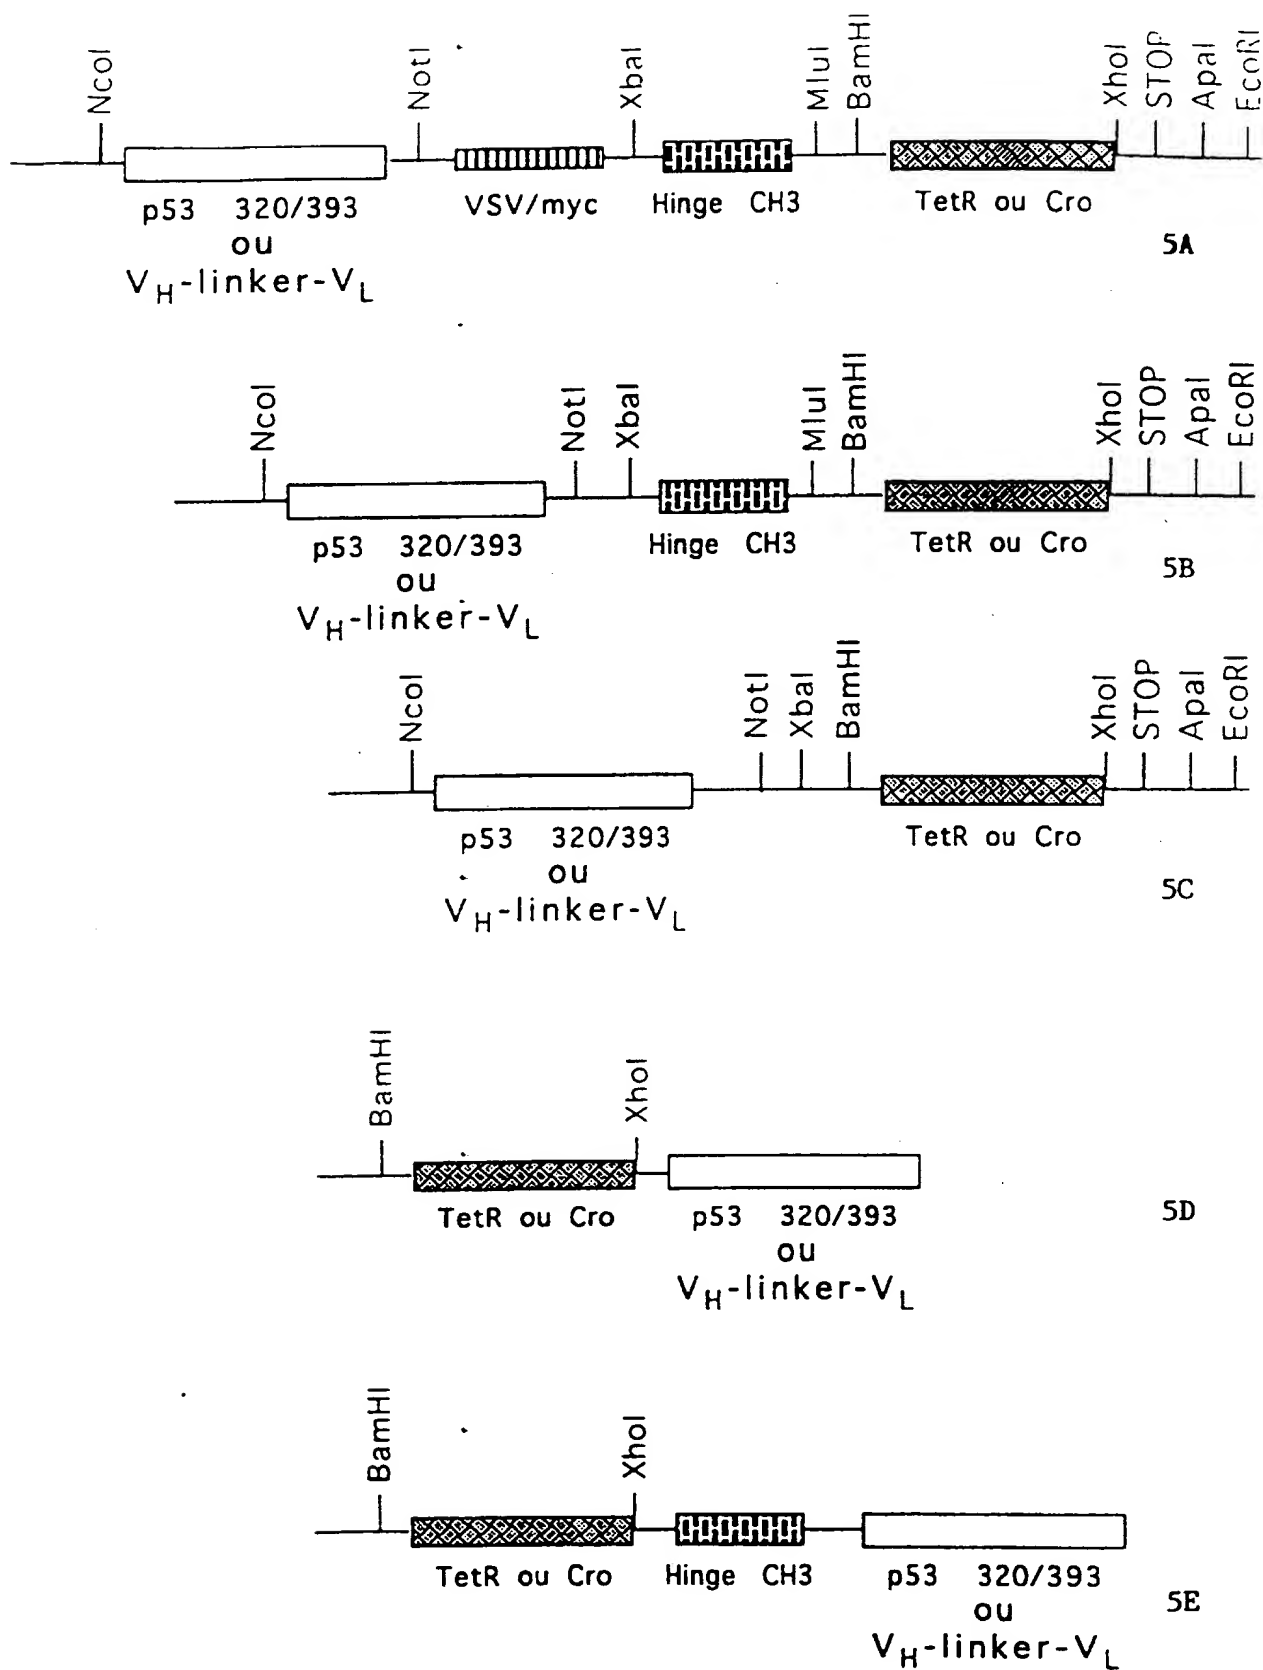 NcoI NotI XbaI MluI BamHI XhoI STOP ApaI EcoRI
p53 320/393 VSV/myc Hinge CH3 TetR ou Cro
ou
VH-linker-VL
5A
NcoI NotI XbaI MluI BamHI XhoI STOP ApaI EcoRI
p53 320/393 Hinge CH3 TetR ou Cro
ou
VH-linker-VL
5B
NcoI NotI XbaI BamHI XhoI STOP ApaI EcoRI
p53 320/393 TetR ou Cro
ou
VH-linker-VL
5C
BamHI XhoI
TetR ou Cro p53 320/393
ou
VH-linker-VL
5D
BamHI XhoI
TetR ou Cro Hinge CH3 p53 320/393
ou
VH-linker-VL
5E